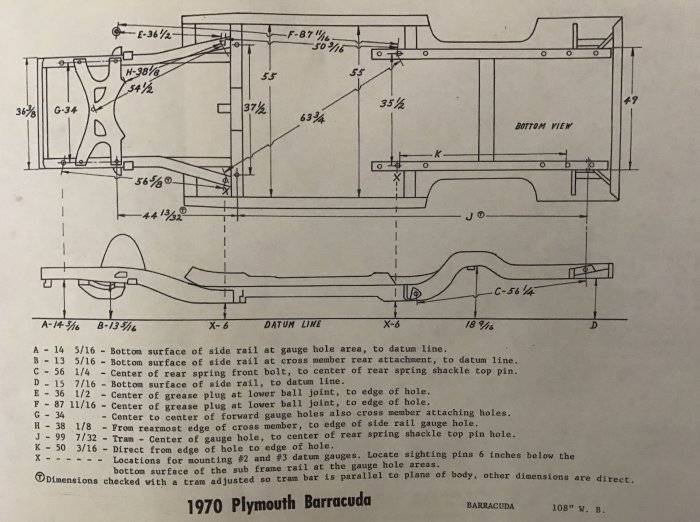 E-36 1/2
F-87 11/16
50 3/16
H-38 1/8
54 1/2
55
55
36 3/8
G-34
37 1/2
35 1/2
49
63 3/4
BOTTOM VIEW
K
56 5/8 Ⓣ
44 13/32 Ⓣ
X
X
J Ⓣ
C-56 1/4
A-14 5/16
B-13 5/16
X-6
DATUM LINE
X-6
18 9/16
D
A - 14 5/16 - Bottom surface of side rail at gauge hole area, to datum line.
B - 13 5/16 - Bottom surface of side rail at cross member rear attachment, to datum line.
C - 56 1/4 - Center of rear spring front bolt, to center of rear spring shackle top pin.
D - 15 7/16 - Bottom surface of side rail, to datum line.
E - 36 1/2 - Center of grease plug at lower ball joint, to edge of hole.
F - 87 11/16 - Center of grease plug at lower ball joint, to edge of hole.
G - 34 - Center to center of forward gauge holes also cross member attaching holes.
H - 38 1/8 - From rearmost edge of cross member, to edge of side rail gauge hole.
J - 99 7/32 - Tram - Center of gauge hole, to center of rear spring shackle top pin hole.
K - 50 3/16 - Direct from edge of hole to edge of hole.
X - - - - - - - Locations for mounting #2 and #3 datum gauges. Locate sighting pins 6 inches below the
bottom surface of the sub frame rail at the gauge hole areas.
Ⓣ Dimensions checked with a tram adjusted so tram bar is parallel to plane of body, other dimensions are direct.
1970 Plymouth Barracuda
BARRACUDA 108" W. B.